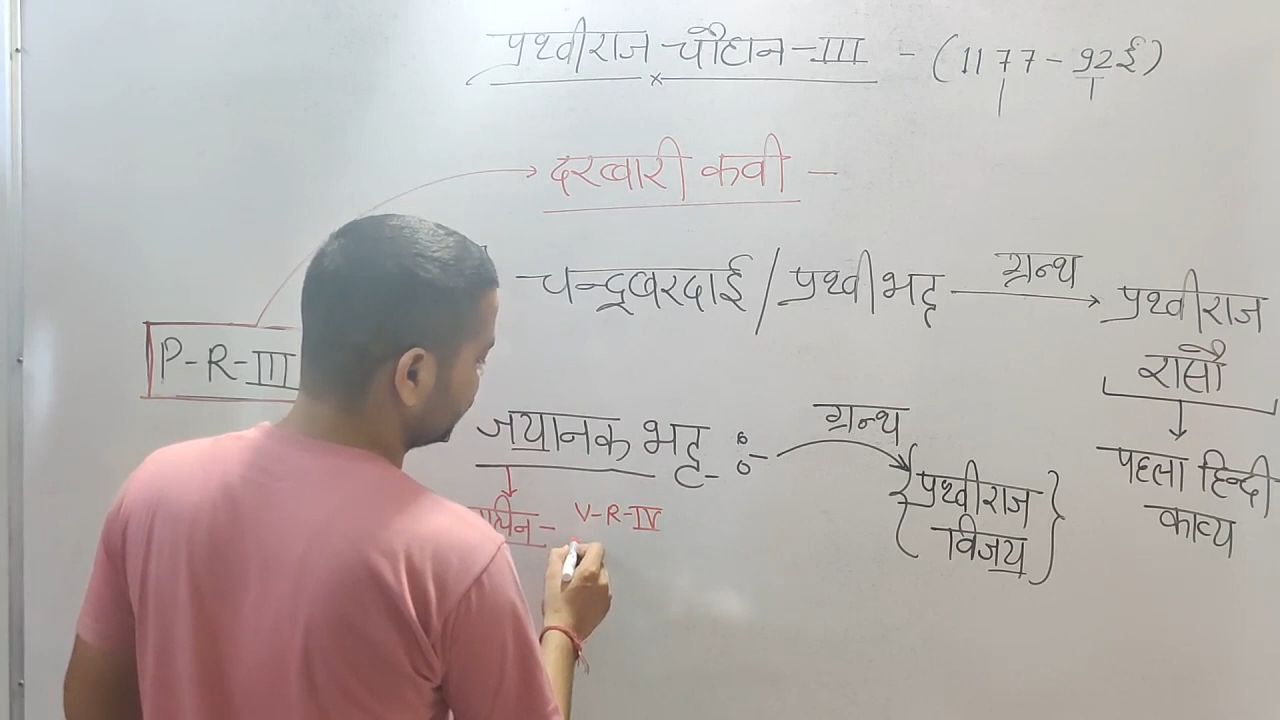 पृथ्वीराज चौहान-III - (1177-92ई)
दरबारी कवी -
चन्द्रबरदाई / पृथ्वीभट्ट ग्रन्थ पृथ्वीराज
रासौ
पहला हिन्दी
काव्य
P-R-III
जयानक भट्ट :- ग्रन्थ { पृथ्वीराज
विजय }
V-R-IV